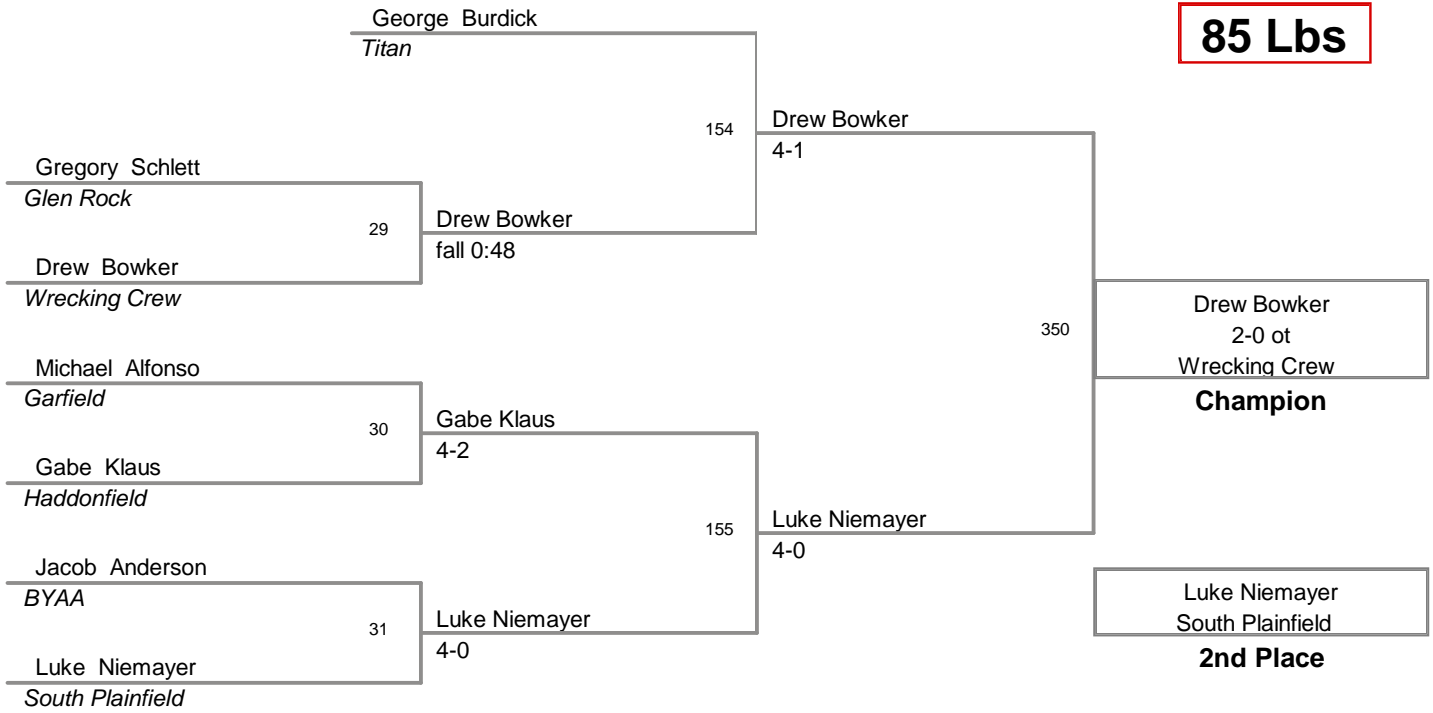 George Burdick
Titan
85 Lbs
154
Drew Bowker
4-1
Gregory Schlett
Glen Rock
29
Drew Bowker
fall 0:48
Drew Bowker
Wrecking Crew
Drew Bowker
2-0 ot
Wrecking Crew
Champion
350
Michael Alfonso
Garfield
30
Gabe Klaus
4-2
Gabe Klaus
Haddonfield
155
Luke Niemayer
4-0
Jacob Anderson
BYAA
31
Luke Niemayer
4-0
Luke Niemayer
South Plainfield
Luke Niemayer
South Plainfield
2nd Place